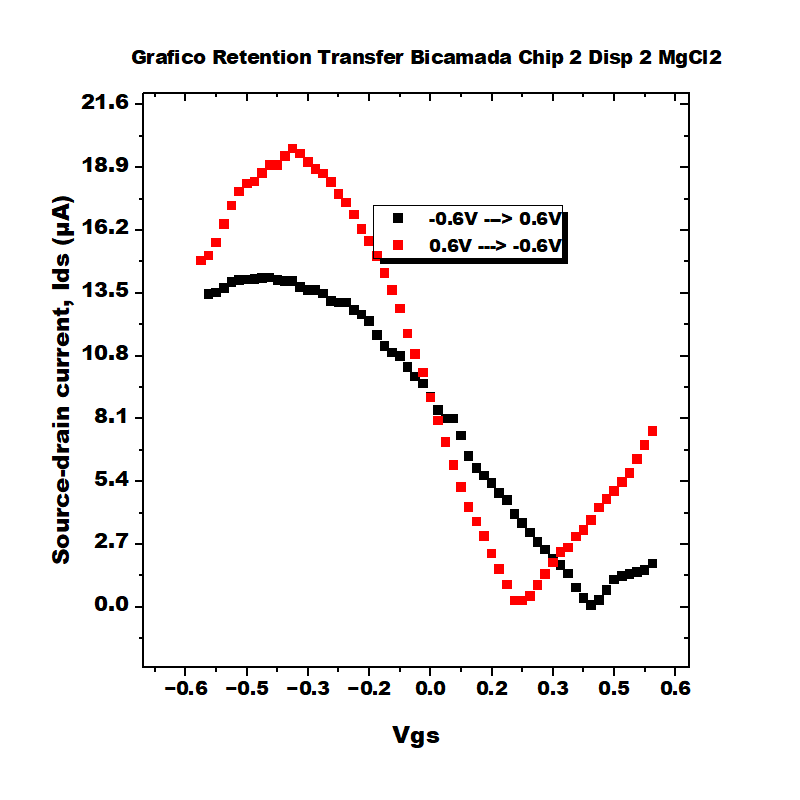 Grafico Retention Transfer Bicamada Chip 2 Disp 2 MgCl2
21.6
18.9
16.2
13.5
10.8
8.1
5.4
2.7
0.0
Source-drain current, Ids (μA)
-0.6V ---> 0.6V
0.6V ---> -0.6V
−0.6 −0.5 −0.3 −0.2 0.0 0.2 0.3 0.5 0.6
Vgs